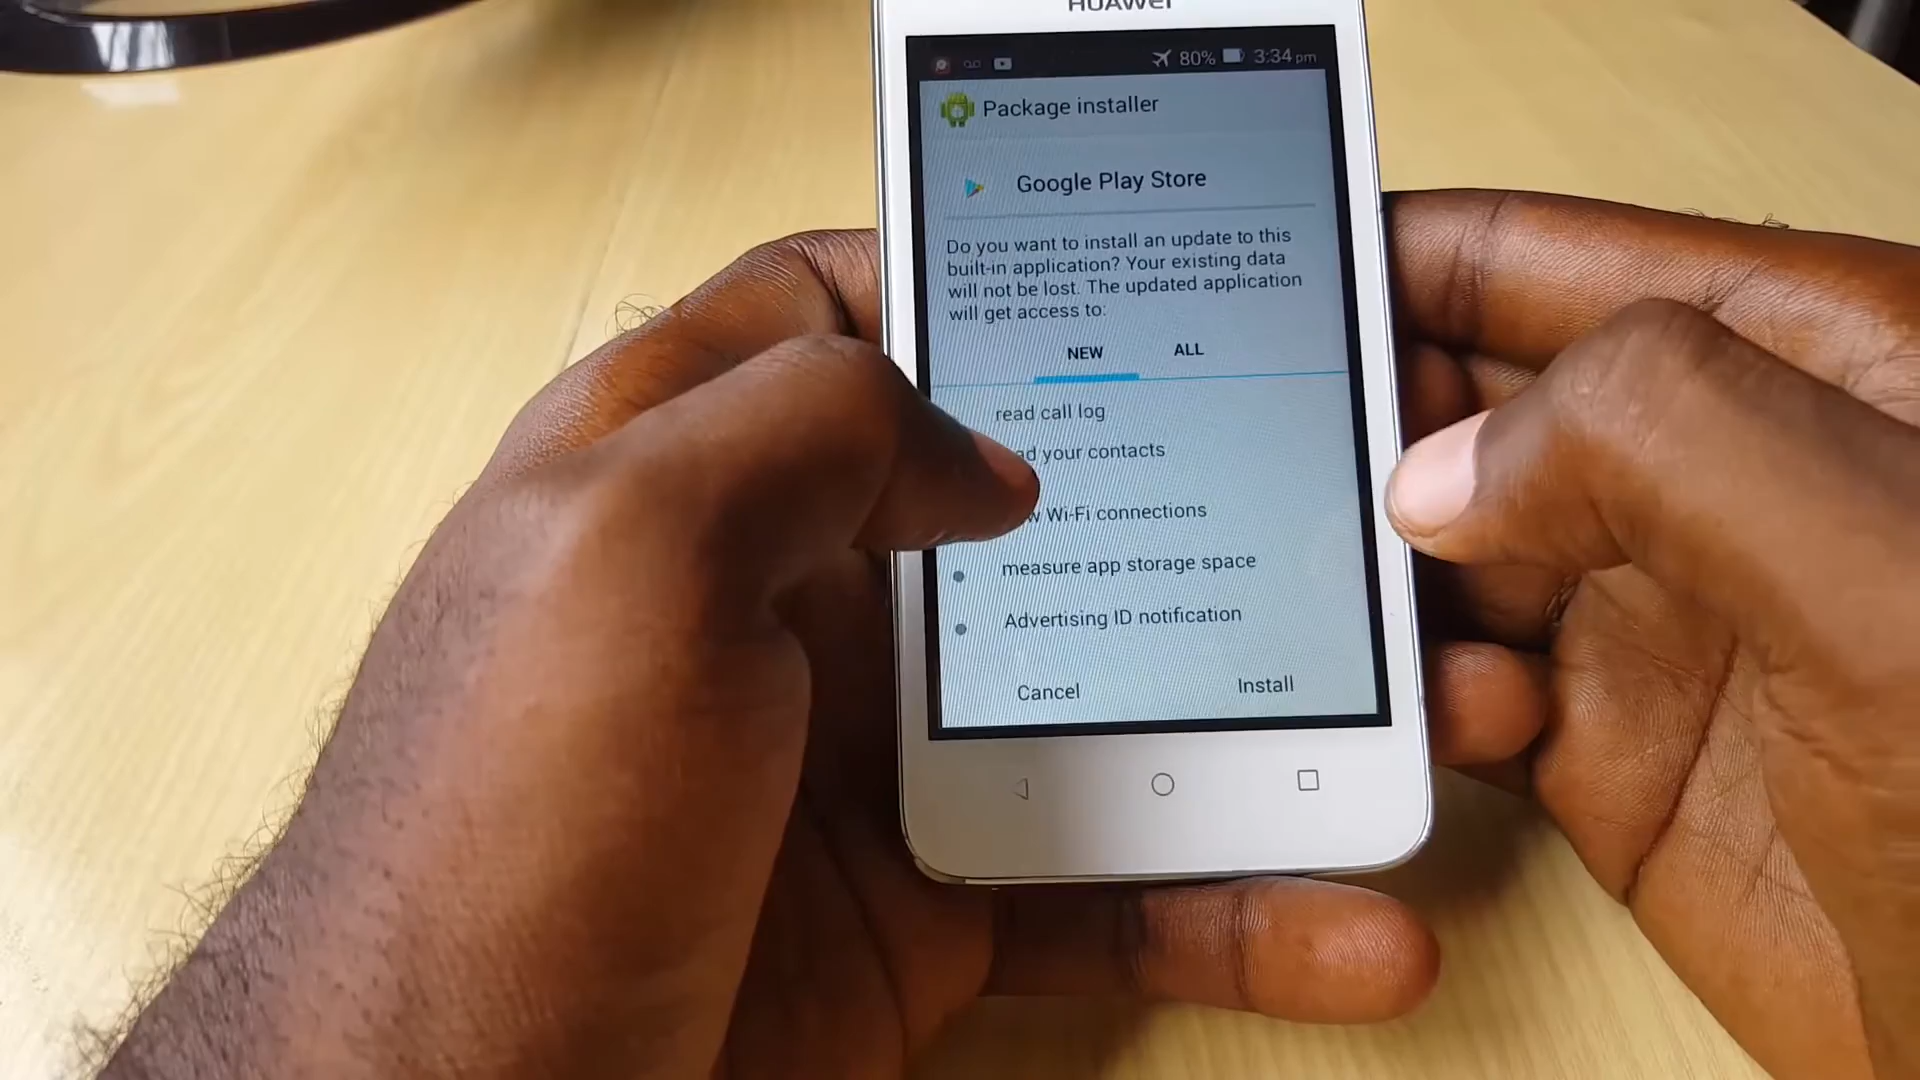 HUAWEI
80% 3:34 pm
Package installer
Google Play Store
Do you want to install an update to this
built-in application? Your existing data
will not be lost. The updated application
will get access to:
NEW ALL
read call log
your contacts
Wi-Fi connections
measure app storage space
Advertising ID notification
Cancel Install